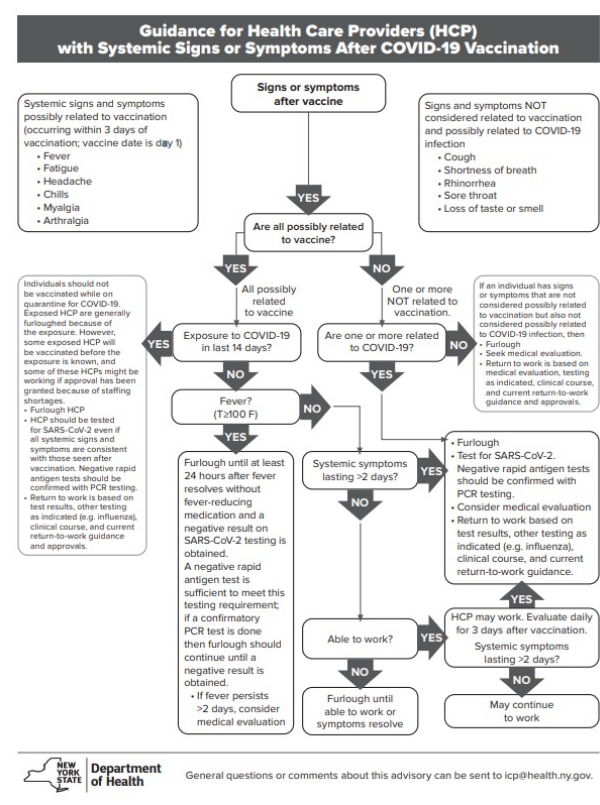 Guidance for Health Care Providers (HCP)
with Systemic Signs or Symptoms After COVID-19 Vaccination
Signs or symptoms
after vaccine
Systemic signs and symptoms
possibly related to vaccination
(occurring within 3 days of
vaccination; vaccine date is day 1)
• Fever
• Fatigue
• Headache
• Chills
• Myalgia
• Arthralgia
Signs and symptoms NOT
considered related to vaccination
and possibly related to COVID-19
infection
• Cough
• Shortness of breath
• Rhinorrhea
• Sore throat
• Loss of taste or smell
YES
Are all possibly related
to vaccine?
YES
NO
All possibly
related
to vaccine
One or more
NOT related to
vaccination.
Individuals should not
be vaccinated while on
quarantine for COVID-19.
Exposed HCP are generally
furloughed because of
the exposure. However,
some exposed HCP will
be vaccinated before the
exposure is known, and
some of these HCPs might be
working if approval has been
granted because of staffing
shortages.
• Furlough HCP
• HCP should be tested
for SARS-CoV-2 even if
all systemic signs and
symptoms are consistent
with those seen after
vaccination. Negative rapid
antigen tests should be
confirmed with PCR testing.
• Return to work is based on
test results, other testing
as indicated (e.g. influenza),
clinical course, and current
return-to-work guidance
and approvals.
YES
Exposure to COVID-19
in last 14 days?
Are one or more related
to COVID-19?
NO
If an individual has signs
or symptoms that are not
considered possibly related
to vaccination but also not
considered possibly related
to COVID-19 infection, then
• Furlough
• Seek medical evaluation.
• Return to work is based on
medical evaluation, testing
as indicated, clinical course,
and current return-to-work
guidance and approvals.
NO
YES
Fever?
(T≥100 F)
NO
YES
Furlough until at least
24 hours after fever
resolves without
fever-reducing
medication and a
negative result on
SARS-CoV-2 testing is
obtained.
A negative rapid
antigen test is
sufficient to meet this
testing requirement;
if a confirmatory
PCR test is done
then furlough should
continue until a
negative result is
obtained.
• If fever persists
>2 days, consider
medical evaluation
Systemic symptoms
lasting >2 days?
YES
NO
• Furlough
• Test for SARS-CoV-2.
Negative rapid antigen tests
should be confirmed with
PCR testing.
• Consider medical evaluation
• Return to work based on
test results, other testing as
indicated (e.g. influenza),
clinical course, and current
return-to-work guidance.
YES
Able to work?
YES
HCP may work. Evaluate daily
for 3 days after vaccination.
Systemic symptoms
lasting >2 days?
NO
NO
Furlough until
able to work or
symptoms resolve
May continue
to work
NEW
YORK
STATE
Department
of Health
General questions or comments about this advisory can be sent to icp@health.ny.gov.